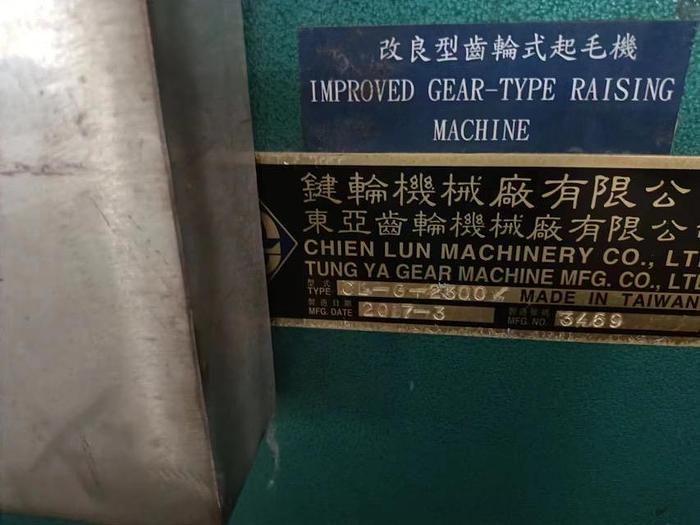 改良型齒輪式起毛機
IMPROVED GEAR-TYPE RAISING
MACHINE
鍵輪機械廠有限公
東亞齒輪機械廠有限公
CHIEN LUN MACHINERY CO., LT
TUNG YA GEAR MACHINE MFG. CO., LTD
型式
TYPE MADE IN TAIWAN
製造日期
MFG. DATE 2017-3
製造號碼
MFG. NO. 3469